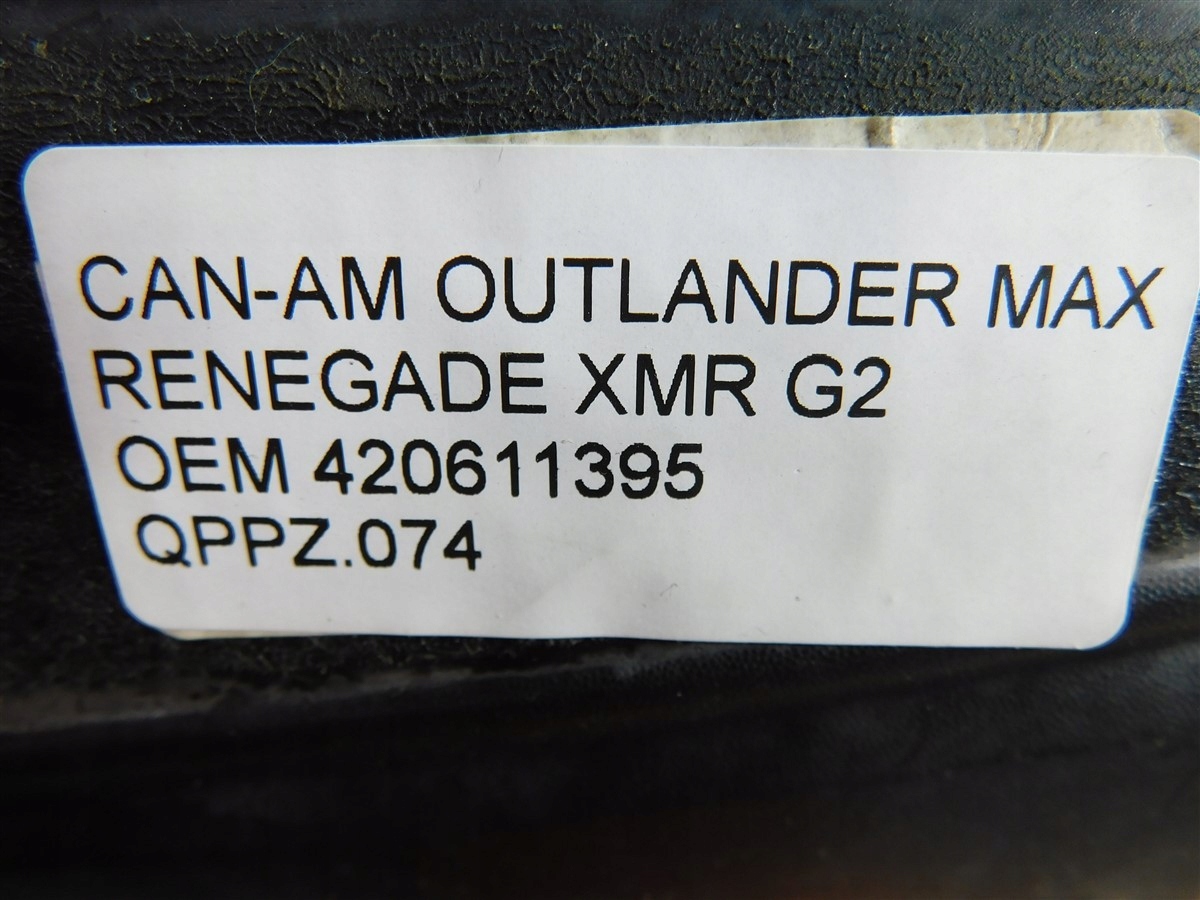 CAN-AM OUTLANDER MAX
RENEGADE XMR G2
OEM 420611395
QPPZ.074